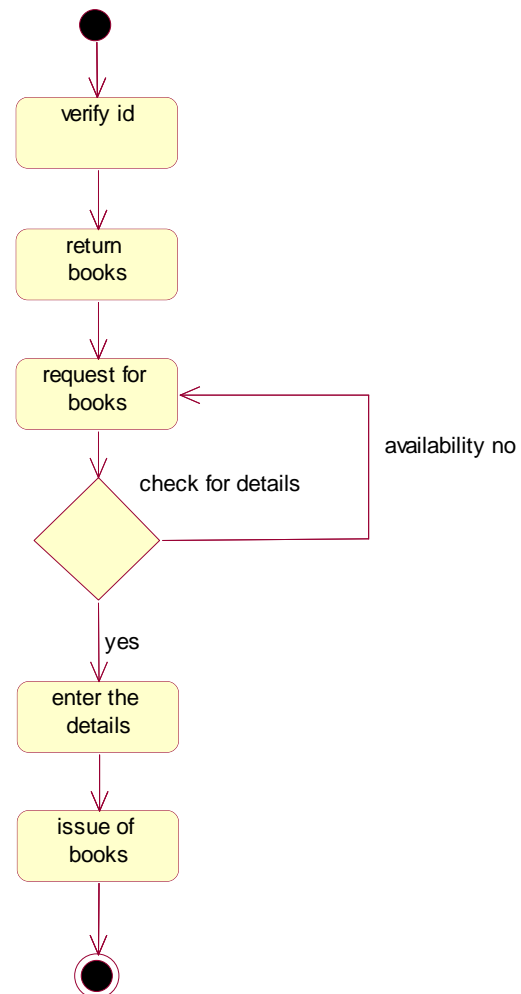 verify id
return
books
request for
books
availability no
check for details
yes
enter the
details
issue of
books